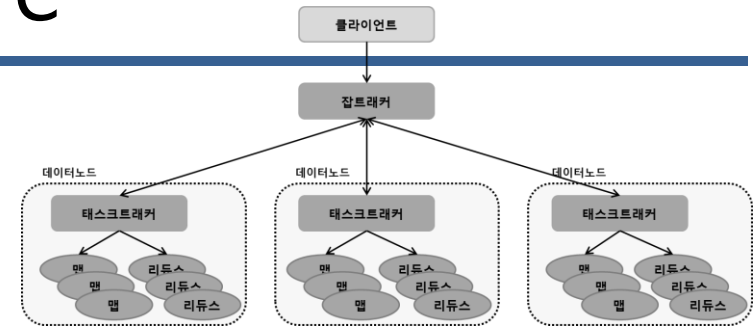 클라이언트
잡트래커
데이터노드 데이터노드 데이터노드
태스크트래커 태스크트래커 태스크트래커
맵 리듀스 맵 리듀스 맵 리듀스
맵 리듀스 맵 리듀스 맵 리듀스
맵 리듀스 맵 리듀스 맵 리듀스